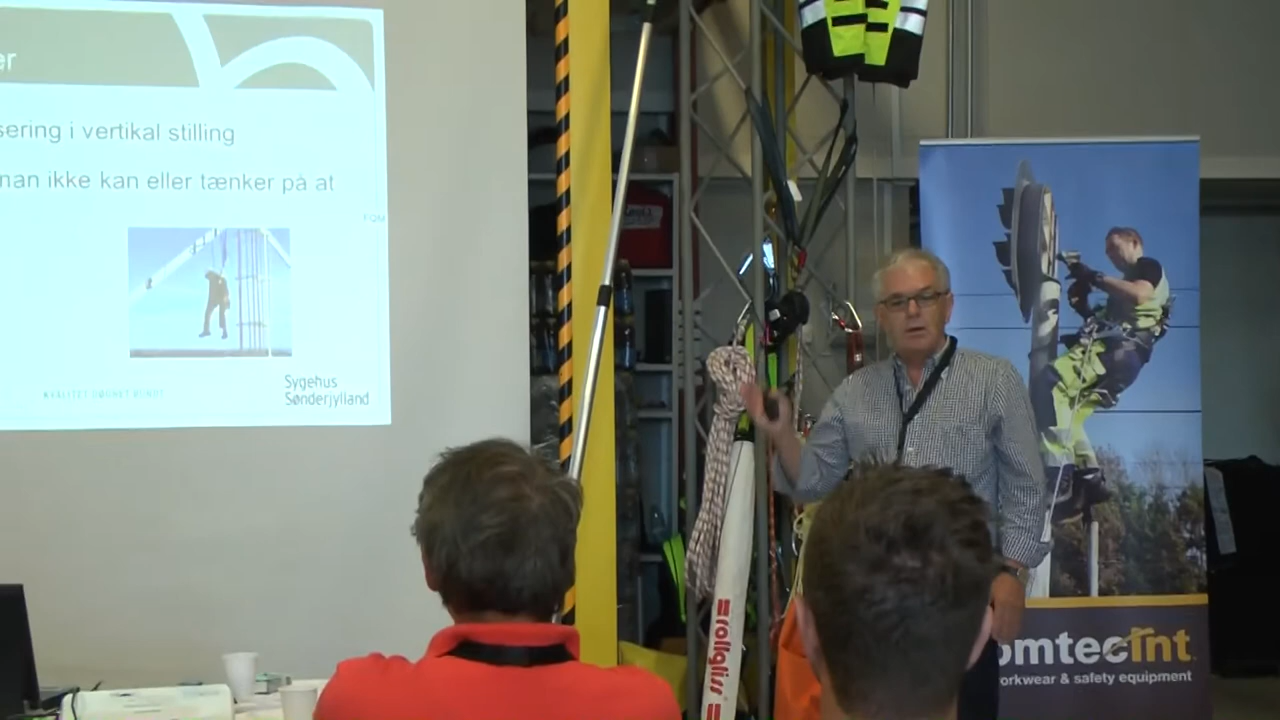 er
sering i vertikal stilling
nan ikke kan eller tænker på at
Sygehus
Sønderjylland
rollgliss
omtecint
orkwear & safety equipment